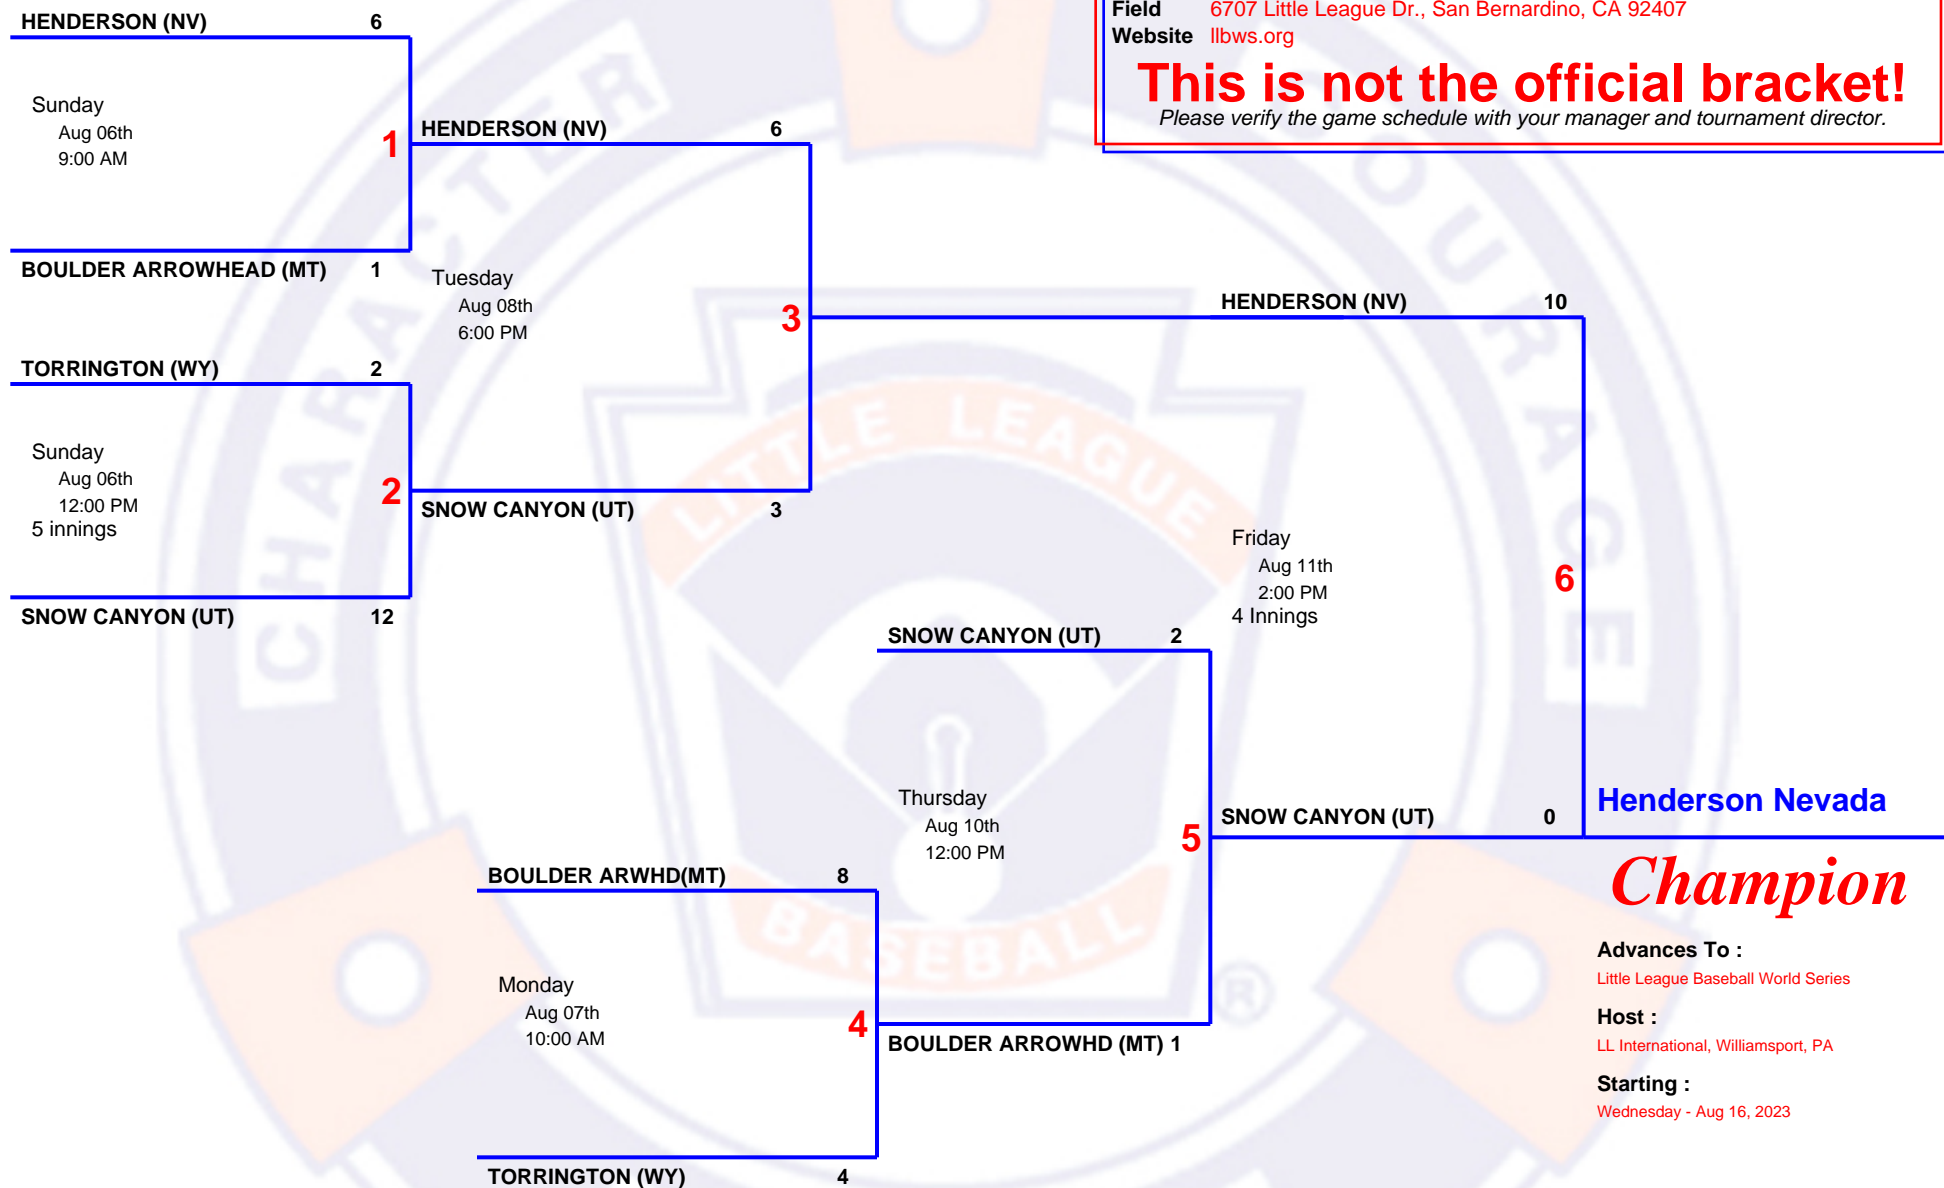 HENDERSON (NV) 6
Field 6707 Little League Dr., San Bernardino, CA 92407
Website llbws.org
This is not the official bracket!
Please verify the game schedule with your manager and tournament director.
Sunday
Aug 06th
9:00 AM
1
HENDERSON (NV) 6
BOULDER ARROWHEAD (MT) 1
Tuesday
Aug 08th
6:00 PM
3
HENDERSON (NV) 10
TORRINGTON (WY) 2
Sunday
Aug 06th
12:00 PM
5 innings
2
SNOW CANYON (UT) 3
SNOW CANYON (UT) 12
Friday
Aug 11th
2:00 PM
4 Innings
6
SNOW CANYON (UT) 2
Thursday
Aug 10th
12:00 PM
5
SNOW CANYON (UT) 0
Henderson Nevada
Champion
BOULDER ARWHD(MT) 8
Monday
Aug 07th
10:00 AM
4
BOULDER ARROWHD (MT) 1
TORRINGTON (WY) 4
Advances To :
Little League Baseball World Series
Host :
LL International, Williamsport, PA
Starting :
Wednesday - Aug 16, 2023
CHARACTER
COURAGE
LITTLE LEAGUE
BASEBALL
®